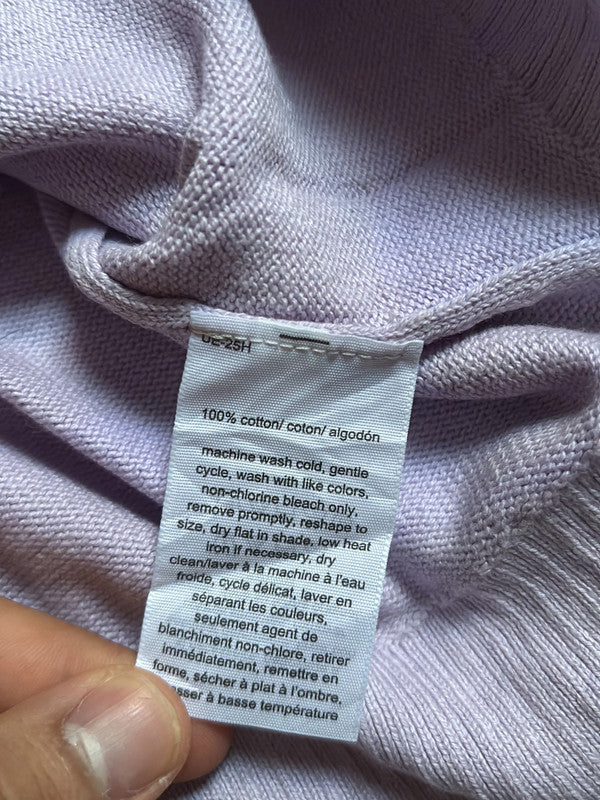 100% cotton/ coton/ algodón
machine wash cold, gentle
cycle, wash with like colors,
non-chlorine bleach only,
remove promptly, reshape to
size, dry flat in shade, low heat
iron if necessary, dry
clean/laver à la machine à l'eau
froide, cycle délicat, laver en
séparant les couleurs,
seulement agent de
blanchiment non-chlore, retirer
immédiatement, remettre en
forme, sécher à plat à l'ombre,
à basse température